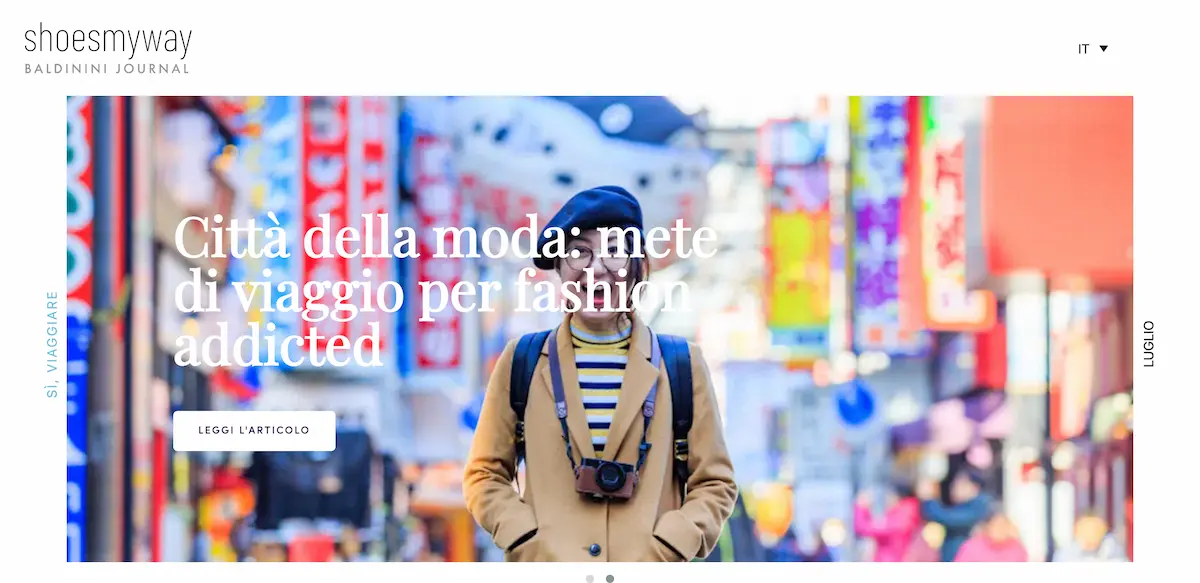 shoesmyway
BALDININI JOURNAL
IT
Città della moda: mete
di viaggio per fashion
addicted
LEGGI L'ARTICOLO
SÌ, VIAGGIARE
LUGLIO